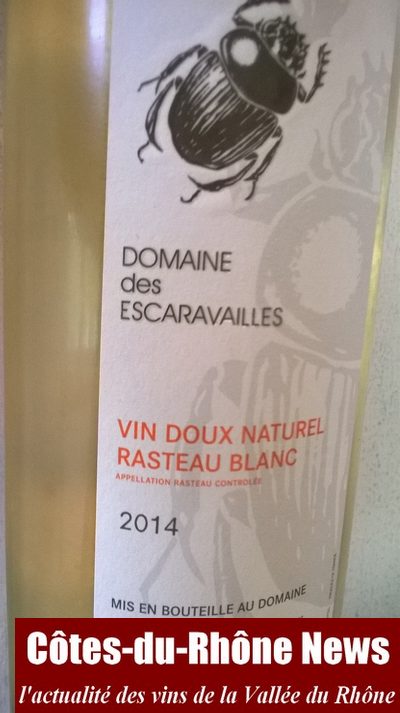 DOMAINE
des
ESCARAVAILLES
VIN DOUX NATUREL
RASTEAU BLANC
APPELLATION RASTEAU CONTROLÉE
2014
MIS EN BOUTEILLE AU DOMAINE
Côtes-du-Rhône News
l'actualité des vins de la Vallée du Rhône